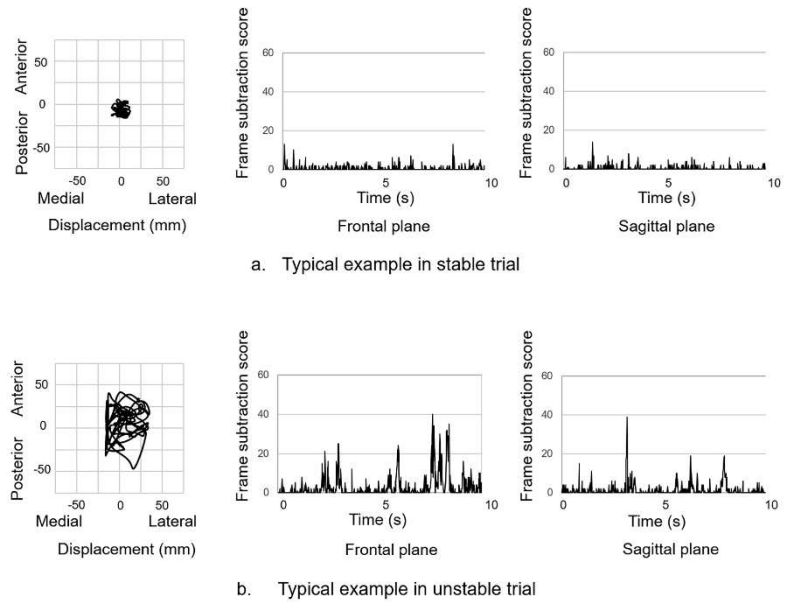 Anterior
Posterior
50
0
-50
-50 0 50
Medial Lateral
Displacement (mm)
Frame subtraction score
60
40
20
0
0 5 10
Time (s)
Frontal plane
Frame subtraction score
60
40
20
0
0 5 10
Time (s)
Sagittal plane
a. Typical example in stable trial
Anterior
Posterior
50
0
-50
-50 0 50
Medial Lateral
Displacement (mm)
Frame subtraction score
60
40
20
0
0 5 10
Time (s)
Frontal plane
Frame subtraction score
60
40
20
0
0 5 10
Time (s)
Sagittal plane
b. Typical example in unstable trial